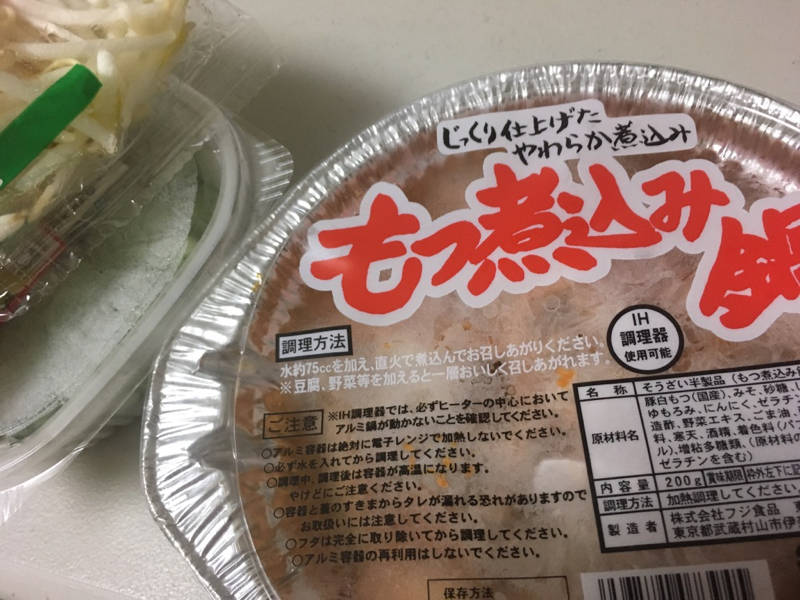 じっくり仕上げた
やわらか煮込み
もつ煮込み鍋
IH
調理器
使用可能
調理方法
水約75ccを加え、直火で煮込んでお召しあがりください。
※豆腐、野菜等を加えると一層おいしく召しあがれます。
ご注意
※IH調理器では、必ずヒーターの中心において
アルミ鍋が動かないことを確認してください。
○アルミ容器は絶対に電子レンジで加熱しないでください。
○必ず水を入れてから調理してください。
○調理中、調理後は容器が高温になります。
やけどにご注意ください。
○容器と蓋のすきまからタレが漏れる恐れがありますので
お取扱いには注意してください。
○フタは完全に取り除いてから調理してください。
○アルミ容器の再利用はしないでください。
保存方法
名称 そうざい半製品（もつ煮込み
原材料名 豚白もつ（国産）、みそ、砂糖、
ゆもろみ、にんにく、ゼラチン
造酢、野菜エキス、ごま油、
料、寒天、酒精、着色料（パプ
ル）、増粘多糖類、（原材料の
ゼラチンを含む）
内容量 200g 賞味期限 枠外左下に記
調理方法 加熱調理してください
製造者 株式会社フジ食品
東京都武蔵村山市伊